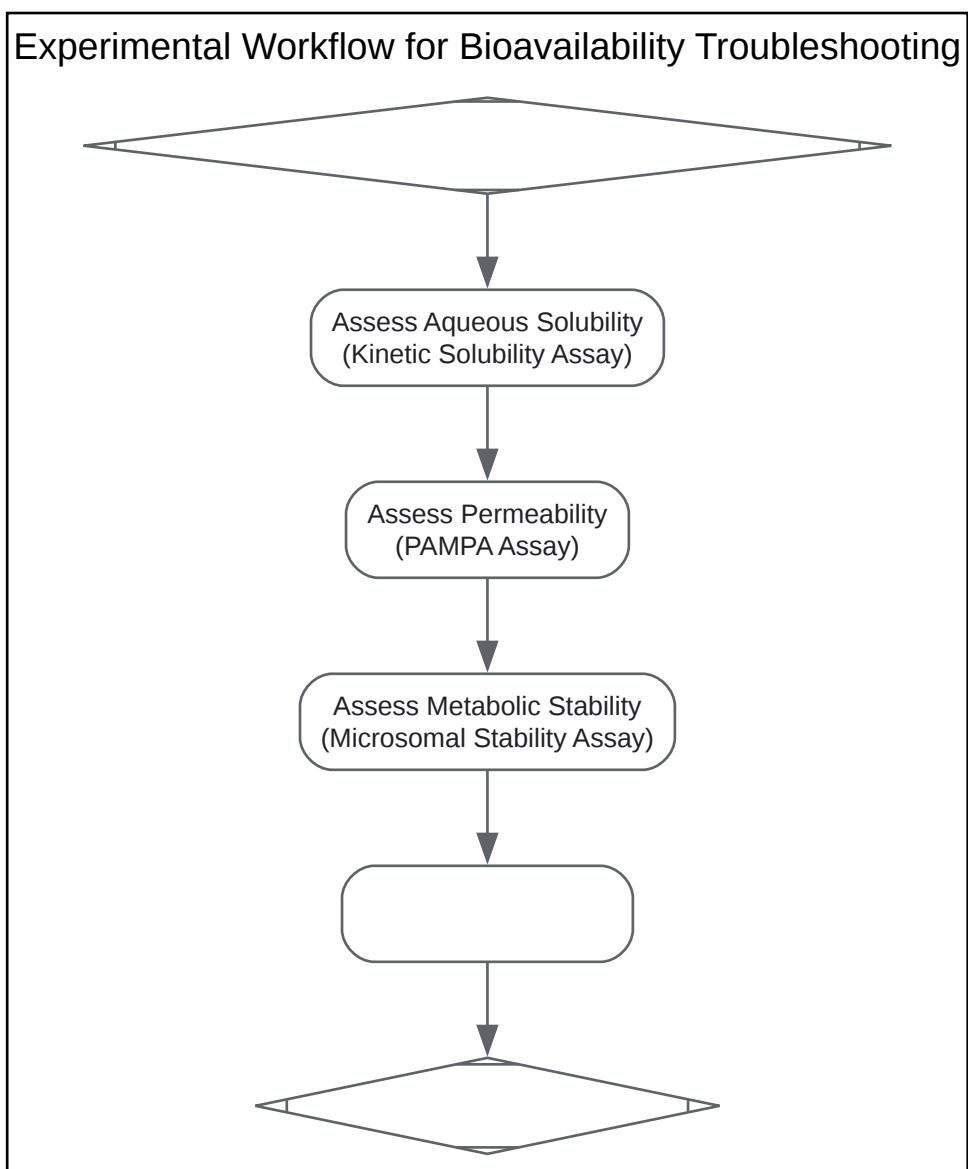 Experimental Workflow for Bioavailability Troubleshooting
Assess Aqueous Solubility
(Kinetic Solubility Assay)
Assess Permeability
(PAMPA Assay)
Assess Metabolic Stability
(Microsomal Stability Assay)